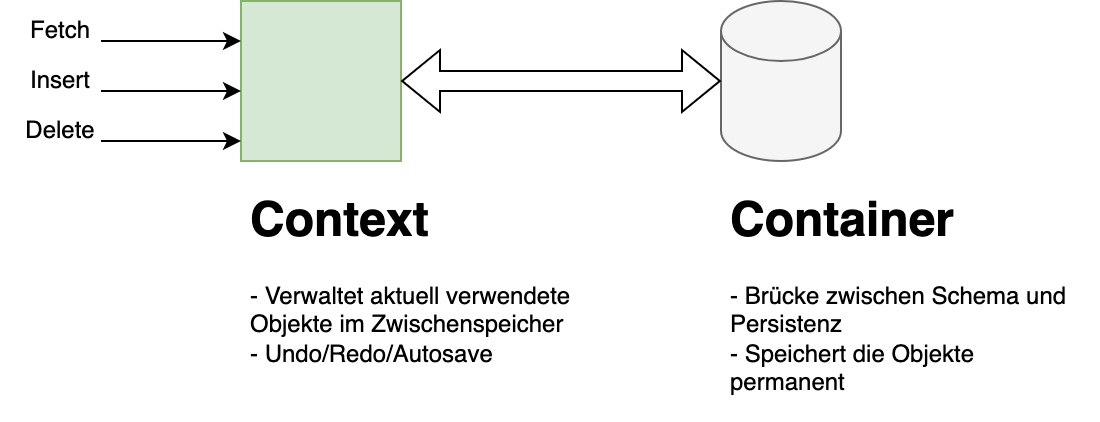 Fetch
Insert
Delete
Context
- Verwaltet aktuell verwendete
Objekte im Zwischenspeicher
- Undo/Redo/Autosave
Container
- Brücke zwischen Schema und
Persistenz
- Speichert die Objekte
permanent